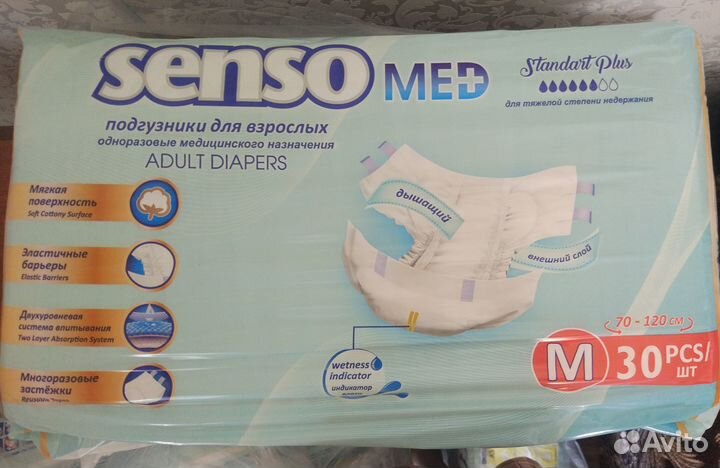 senso MED
Standart Plus
для тяжелой степени недержания
подгузники для взрослых
одноразовые медицинского назначения
ADULT DIAPERS
Мягкая
поверхность
Soft Cottony Surface
Эластичные
барьеры
Elastic Barriers
Двухуровневая
система впитывания
Two Layer Absorption System
Многоразовые
застёжки
дышащий
внешний слой
wetness
indicator
индикатор
70 - 120 см
M 30 PCS/
ШТ
Avito